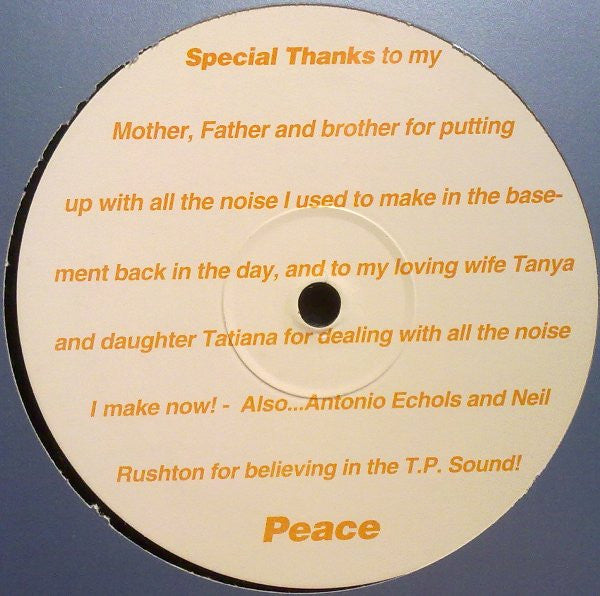 Special Thanks to my
Mother, Father and brother for putting
up with all the noise I used to make in the base-
ment back in the day, and to my loving wife Tanya
and daughter Tatiana for dealing with all the noise
I make now! - Also...Antonio Echols and Neil
Rushton for believing in the T.P. Sound!
Peace